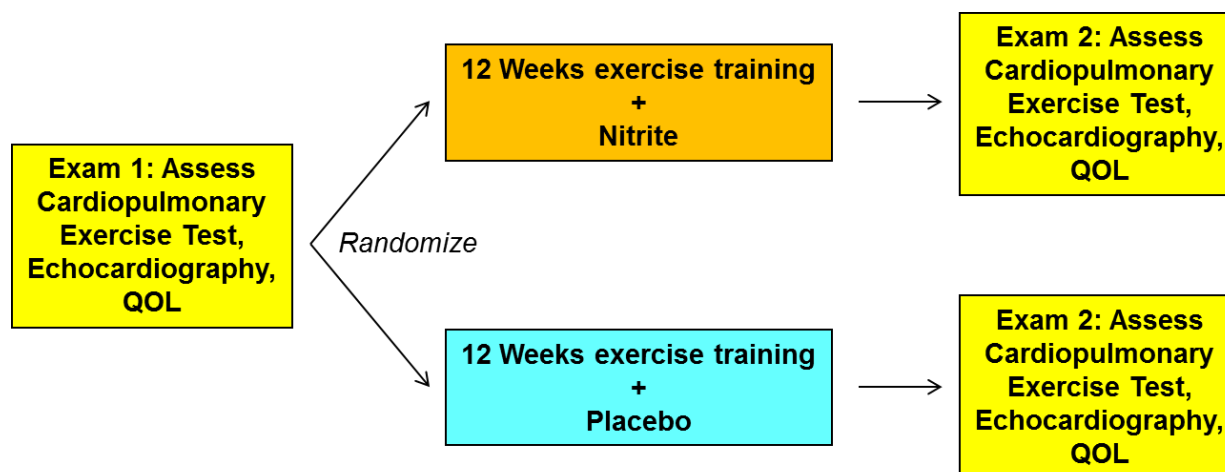 Exam 1: Assess
Cardiopulmonary
Exercise Test,
Echocardiography,
QOL
Randomize
12 Weeks exercise training
+
Nitrite
Exam 2: Assess
Cardiopulmonary
Exercise Test,
Echocardiography,
QOL
12 Weeks exercise training
+
Placebo
Exam 2: Assess
Cardiopulmonary
Exercise Test,
Echocardiography,
QOL